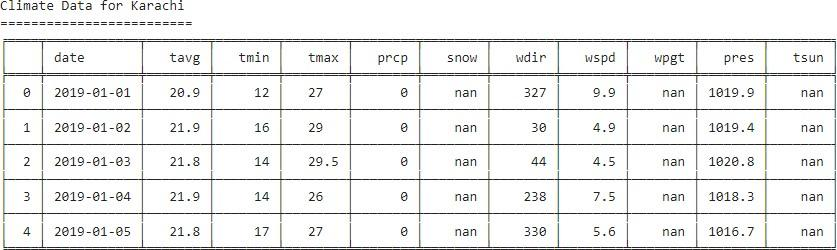 Climate Data for Karachi
=========================
date tavg tmin tmax prcp snow wdir wspd wpgt pres tsun
0 2019-01-01 20.9 12 27 0 nan 327 9.9 nan 1019.9 nan
1 2019-01-02 21.9 16 29 0 nan 30 4.9 nan 1019.4 nan
2 2019-01-03 21.8 14 29.5 0 nan 44 4.5 nan 1020.8 nan
3 2019-01-04 21.9 14 26 0 nan 238 7.5 nan 1018.3 nan
4 2019-01-05 21.8 17 27 0 nan 330 5.6 nan 1016.7 nan